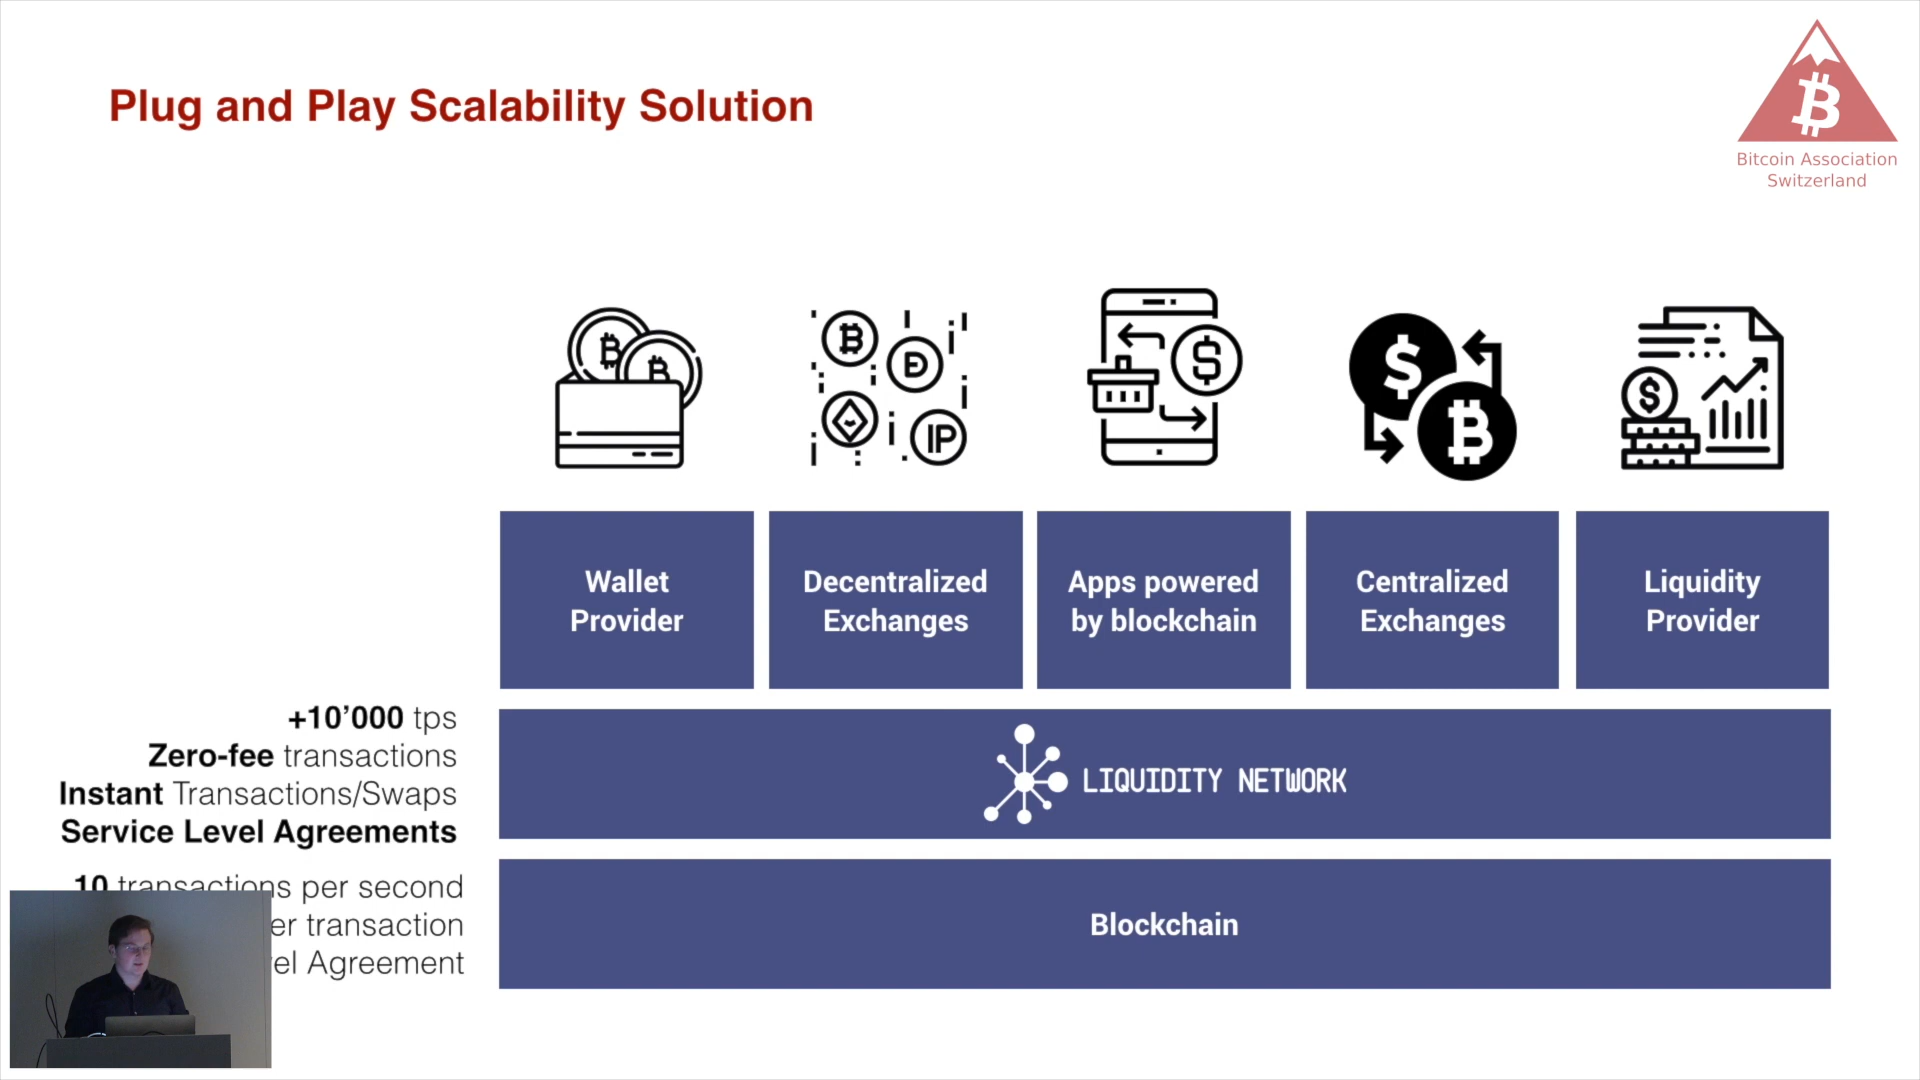 Plug and Play Scalability Solution
Bitcoin Association
Switzerland
Wallet
Provider
Decentralized
Exchanges
Apps powered
by blockchain
Centralized
Exchanges
Liquidity
Provider
+10’000 tps
Zero-fee transactions
Instant Transactions/Swaps
Service Level Agreements
LIQUIDITY NETWORK
10 transactions per second
transaction
Agreement
Blockchain